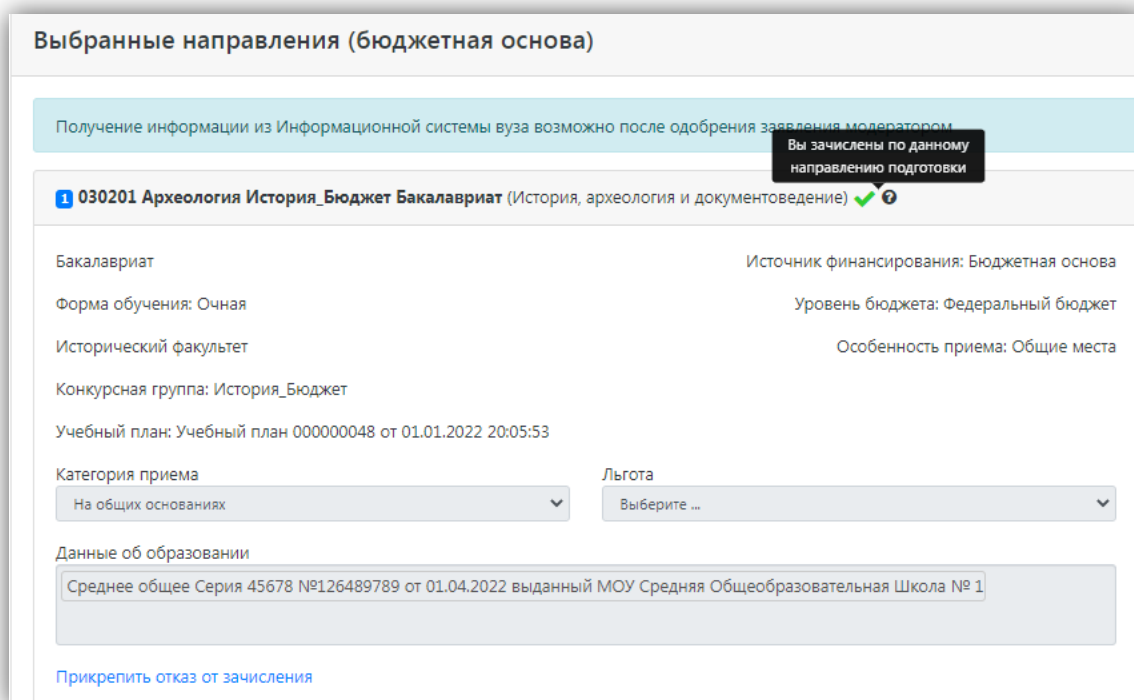 Выбранные направления (бюджетная основа)
Получение информации из Информационной системы вуза возможно после одобрения заявления модератором
Вы зачислены по данному
направлению подготовки
1 030201 Археология История_Бюджет Бакалавриат (История, археология и документоведение)
Бакалавриат
Источник финансирования: Бюджетная основа
Форма обучения: Очная
Уровень бюджета: Федеральный бюджет
Исторический факультет
Особенность приема: Общие места
Конкурсная группа: История_Бюджет
Учебный план: Учебный план 000000048 от 01.01.2022 20:05:53
Категория приема
Льгота
На общих основаниях
Выберите ...
Данные об образовании
Среднее общее Серия 45678 №126489789 от 01.04.2022 выданный МОУ Средняя Общеобразовательная Школа № 1
Прикрепить отказ от зачисления